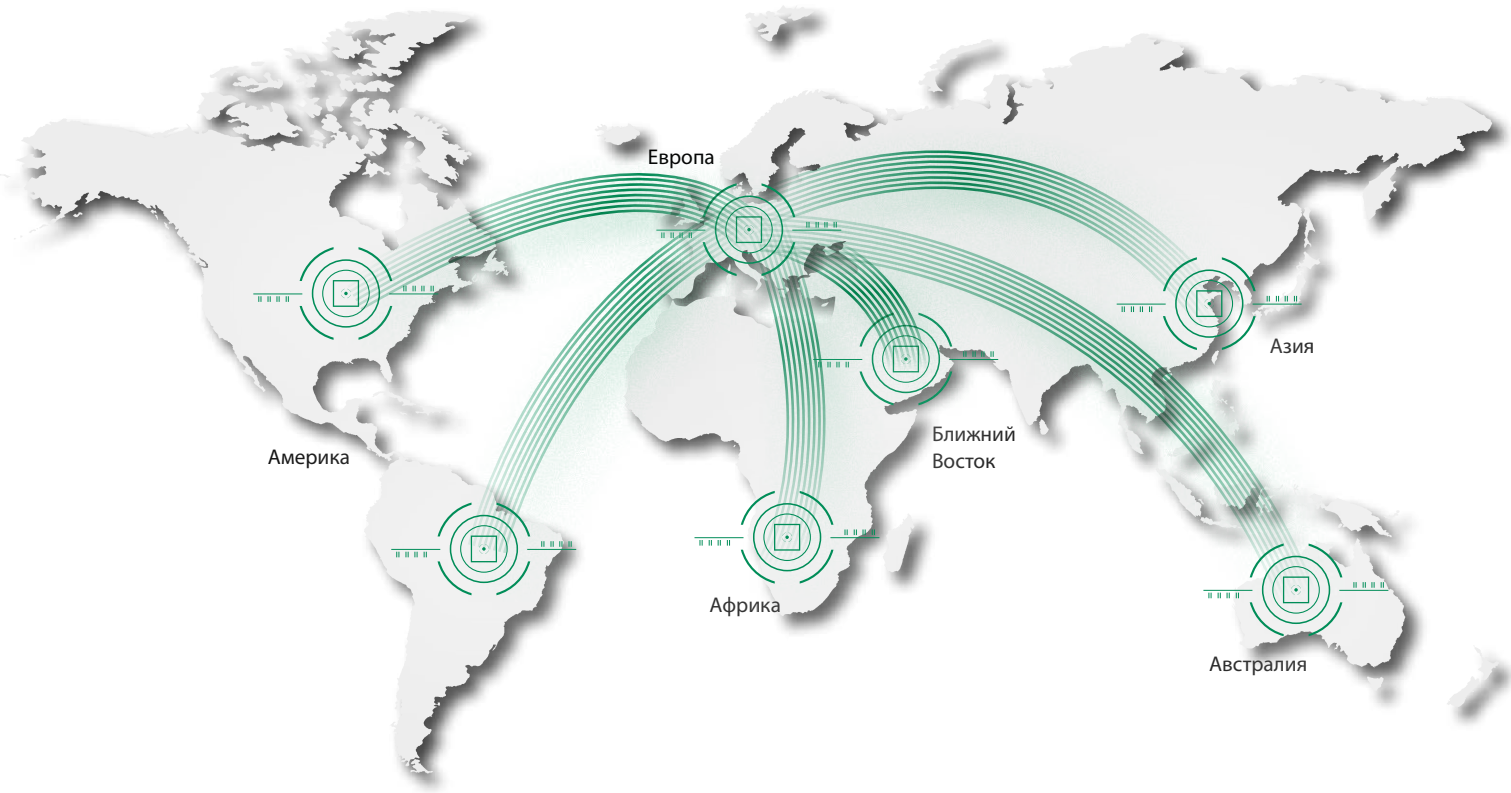 Европа
Азия
Ближний
Восток
Америка
Африка
Австралия